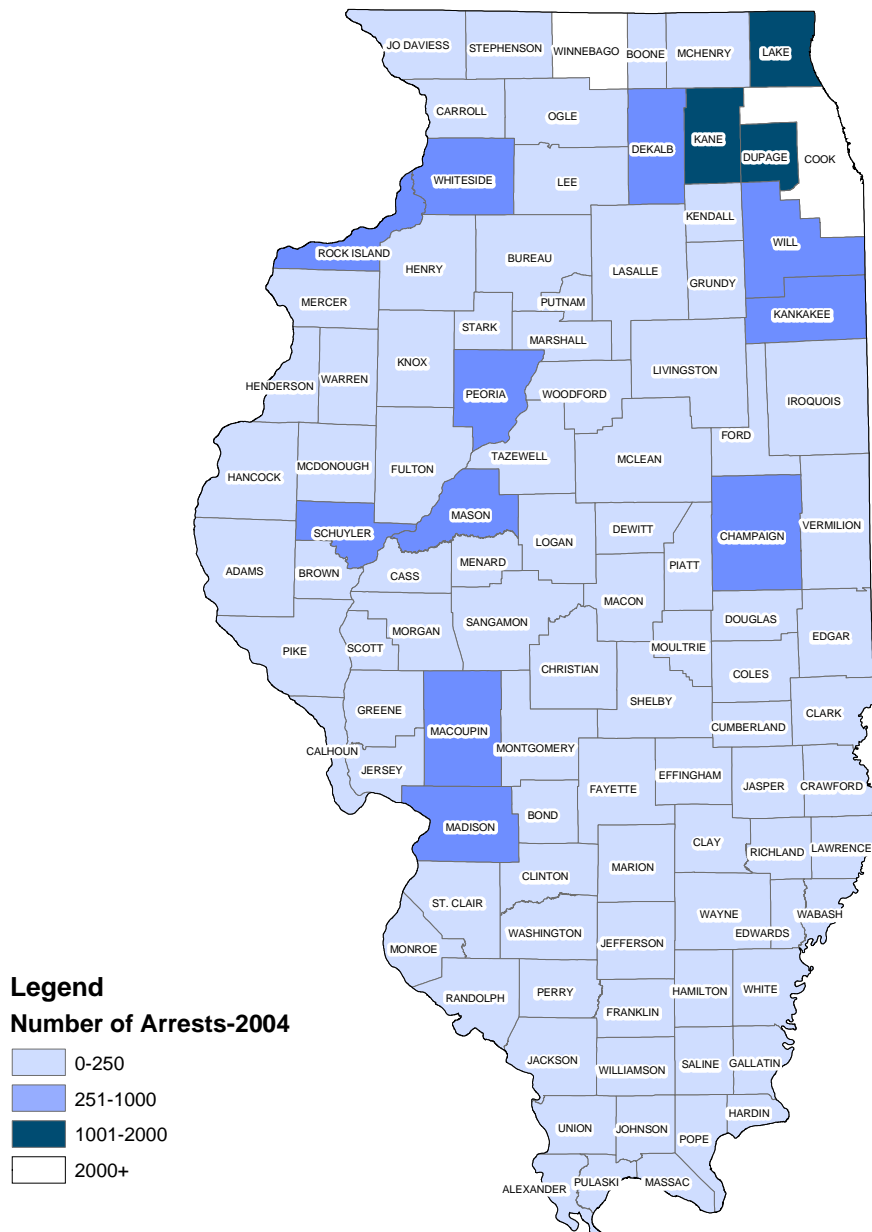 JO DAVIESS
STEPHENSON
WINNEBAGO
BOONE
MCHENRY
LAKE
CARROLL
OGLE
DEKALB
KANE
DUPAGE
COOK
WHITESIDE
LEE
KENDALL
WILL
ROCK ISLAND
HENRY
BUREAU
LASALLE
GRUNDY
MERCER
PUTNAM
KANKAKEE
STARK
MARSHALL
KNOX
LIVINGSTON
HENDERSON
WARREN
PEORIA
WOODFORD
IROQUOIS
FORD
HANCOCK
MCDONOUGH
FULTON
TAZEWELL
MCLEAN
MASON
SCHUYLER
LOGAN
DEWITT
CHAMPAIGN
VERMILION
ADAMS
BROWN
CASS
MENARD
PIATT
MACON
PIKE
SCOTT
MORGAN
SANGAMON
DOUGLAS
EDGAR
MOULTRIE
CHRISTIAN
COLES
GREENE
SHELBY
CLARK
MACOUPIN
CUMBERLAND
CALHOUN
MONTGOMERY
JERSEY
EFFINGHAM
FAYETTE
JASPER
CRAWFORD
MADISON
BOND
CLAY
RICHLAND
LAWRENCE
CLINTON
MARION
ST. CLAIR
WAYNE
WABASH
WASHINGTON
EDWARDS
JEFFERSON
MONROE
RANDOLPH
PERRY
HAMILTON
WHITE
FRANKLIN
JACKSON
WILLIAMSON
SALINE
GALLATIN
HARDIN
UNION
JOHNSON
POPE
ALEXANDER
PULASKI
MASSAC
Legend
Number of Arrests-2004
0-250
251-1000
1001-2000
2000+